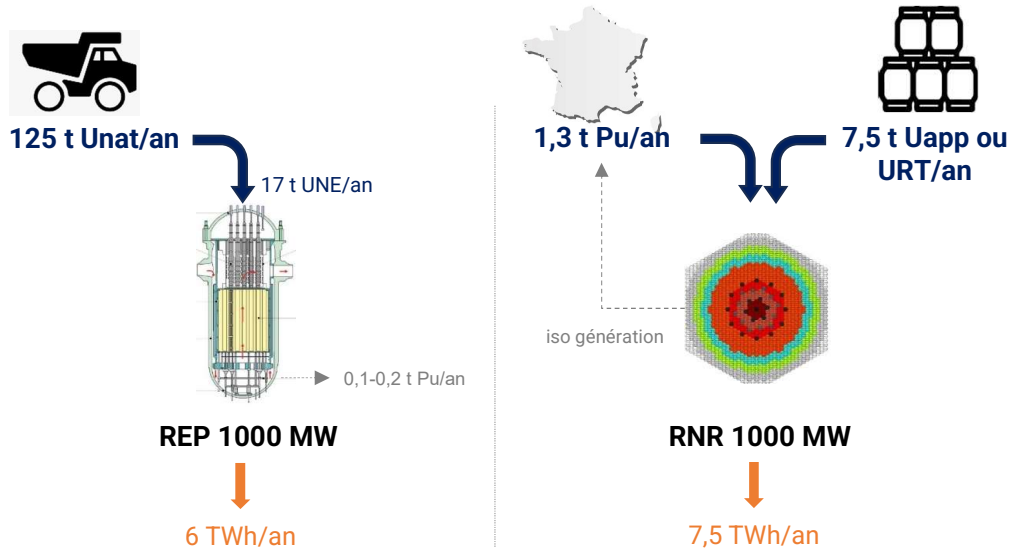 125 t Unat/an
17 t UNE/an
0,1-0,2 t Pu/an
REP 1000 MW
6 TWh/an
1,3 t Pu/an
7,5 t Uapp ou
URT/an
iso génération
RNR 1000 MW
7,5 TWh/an